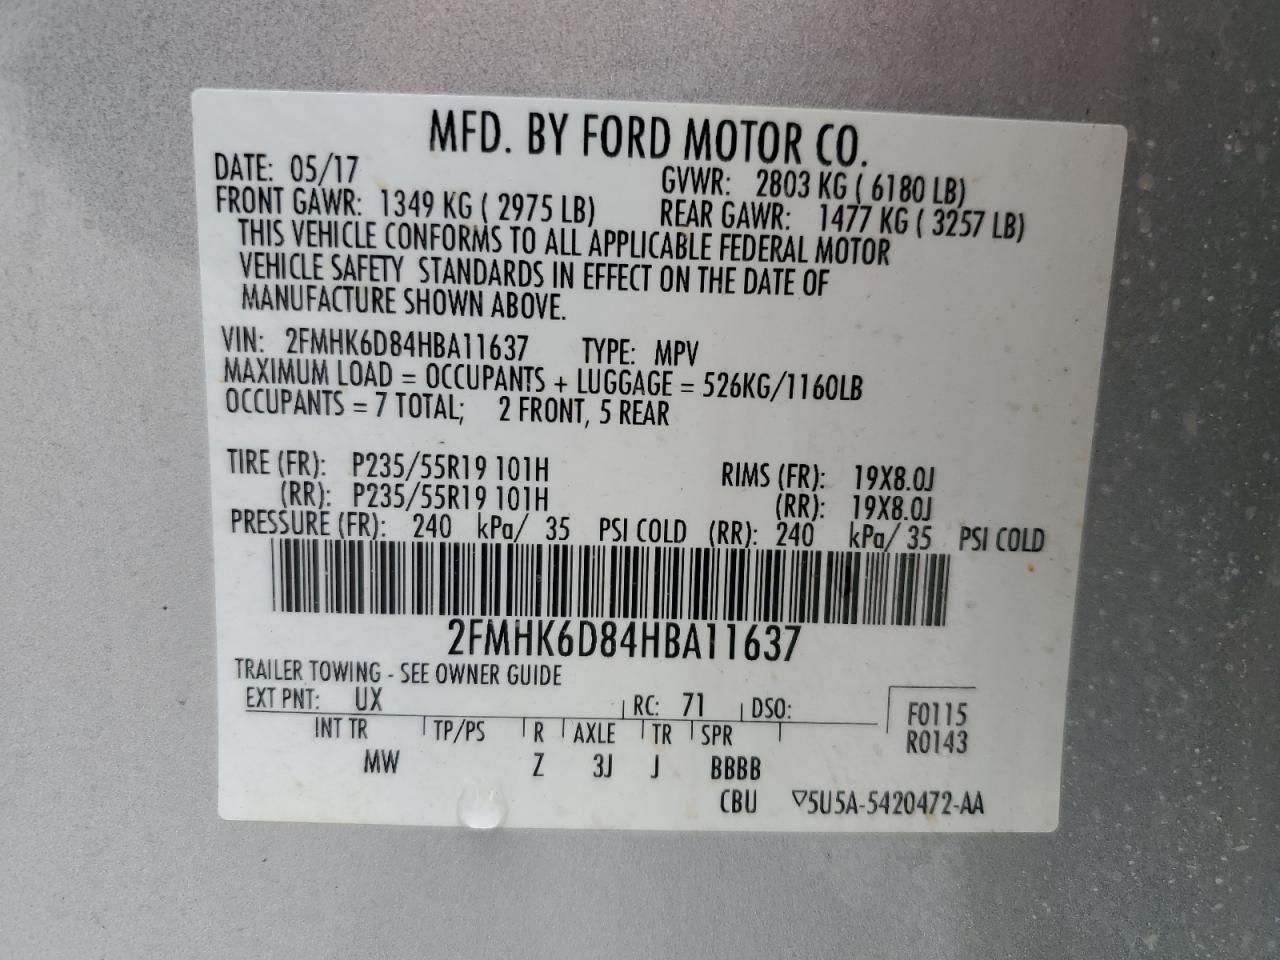 MFD. BY FORD MOTOR CO.
DATE: 05/17 GVWR: 2803 KG ( 6180 LB)
FRONT GAWR: 1349 KG ( 2975 LB) REAR GAWR: 1477 KG ( 3257 LB)
THIS VEHICLE CONFORMS TO ALL APPLICABLE FEDERAL MOTOR
VEHICLE SAFETY STANDARDS IN EFFECT ON THE DATE OF
MANUFACTURE SHOWN ABOVE.
VIN: 2FMHK6D84HBA11637 TYPE: MPV
MAXIMUM LOAD = OCCUPANTS + LUGGAGE = 526KG/1160LB
OCCUPANTS = 7 TOTAL; 2 FRONT, 5 REAR
TIRE (FR): P235/55R19 101H RIMS (FR): 19X8.0J
(RR): P235/55R19 101H (RR): 19X8.0J
PRESSURE (FR): 240 kPa/ 35 PSI COLD (RR): 240 kPa/ 35 PSI COLD
2FMHK6D84HBA11637
TRAILER TOWING - SEE OWNER GUIDE
EXT PNT: UX RC: 71 DSO: F0115
INT TR TP/PS R AXLE TR SPR R0143
MW Z 3J J BBBB
CBU ▽5U5A-5420472-AA